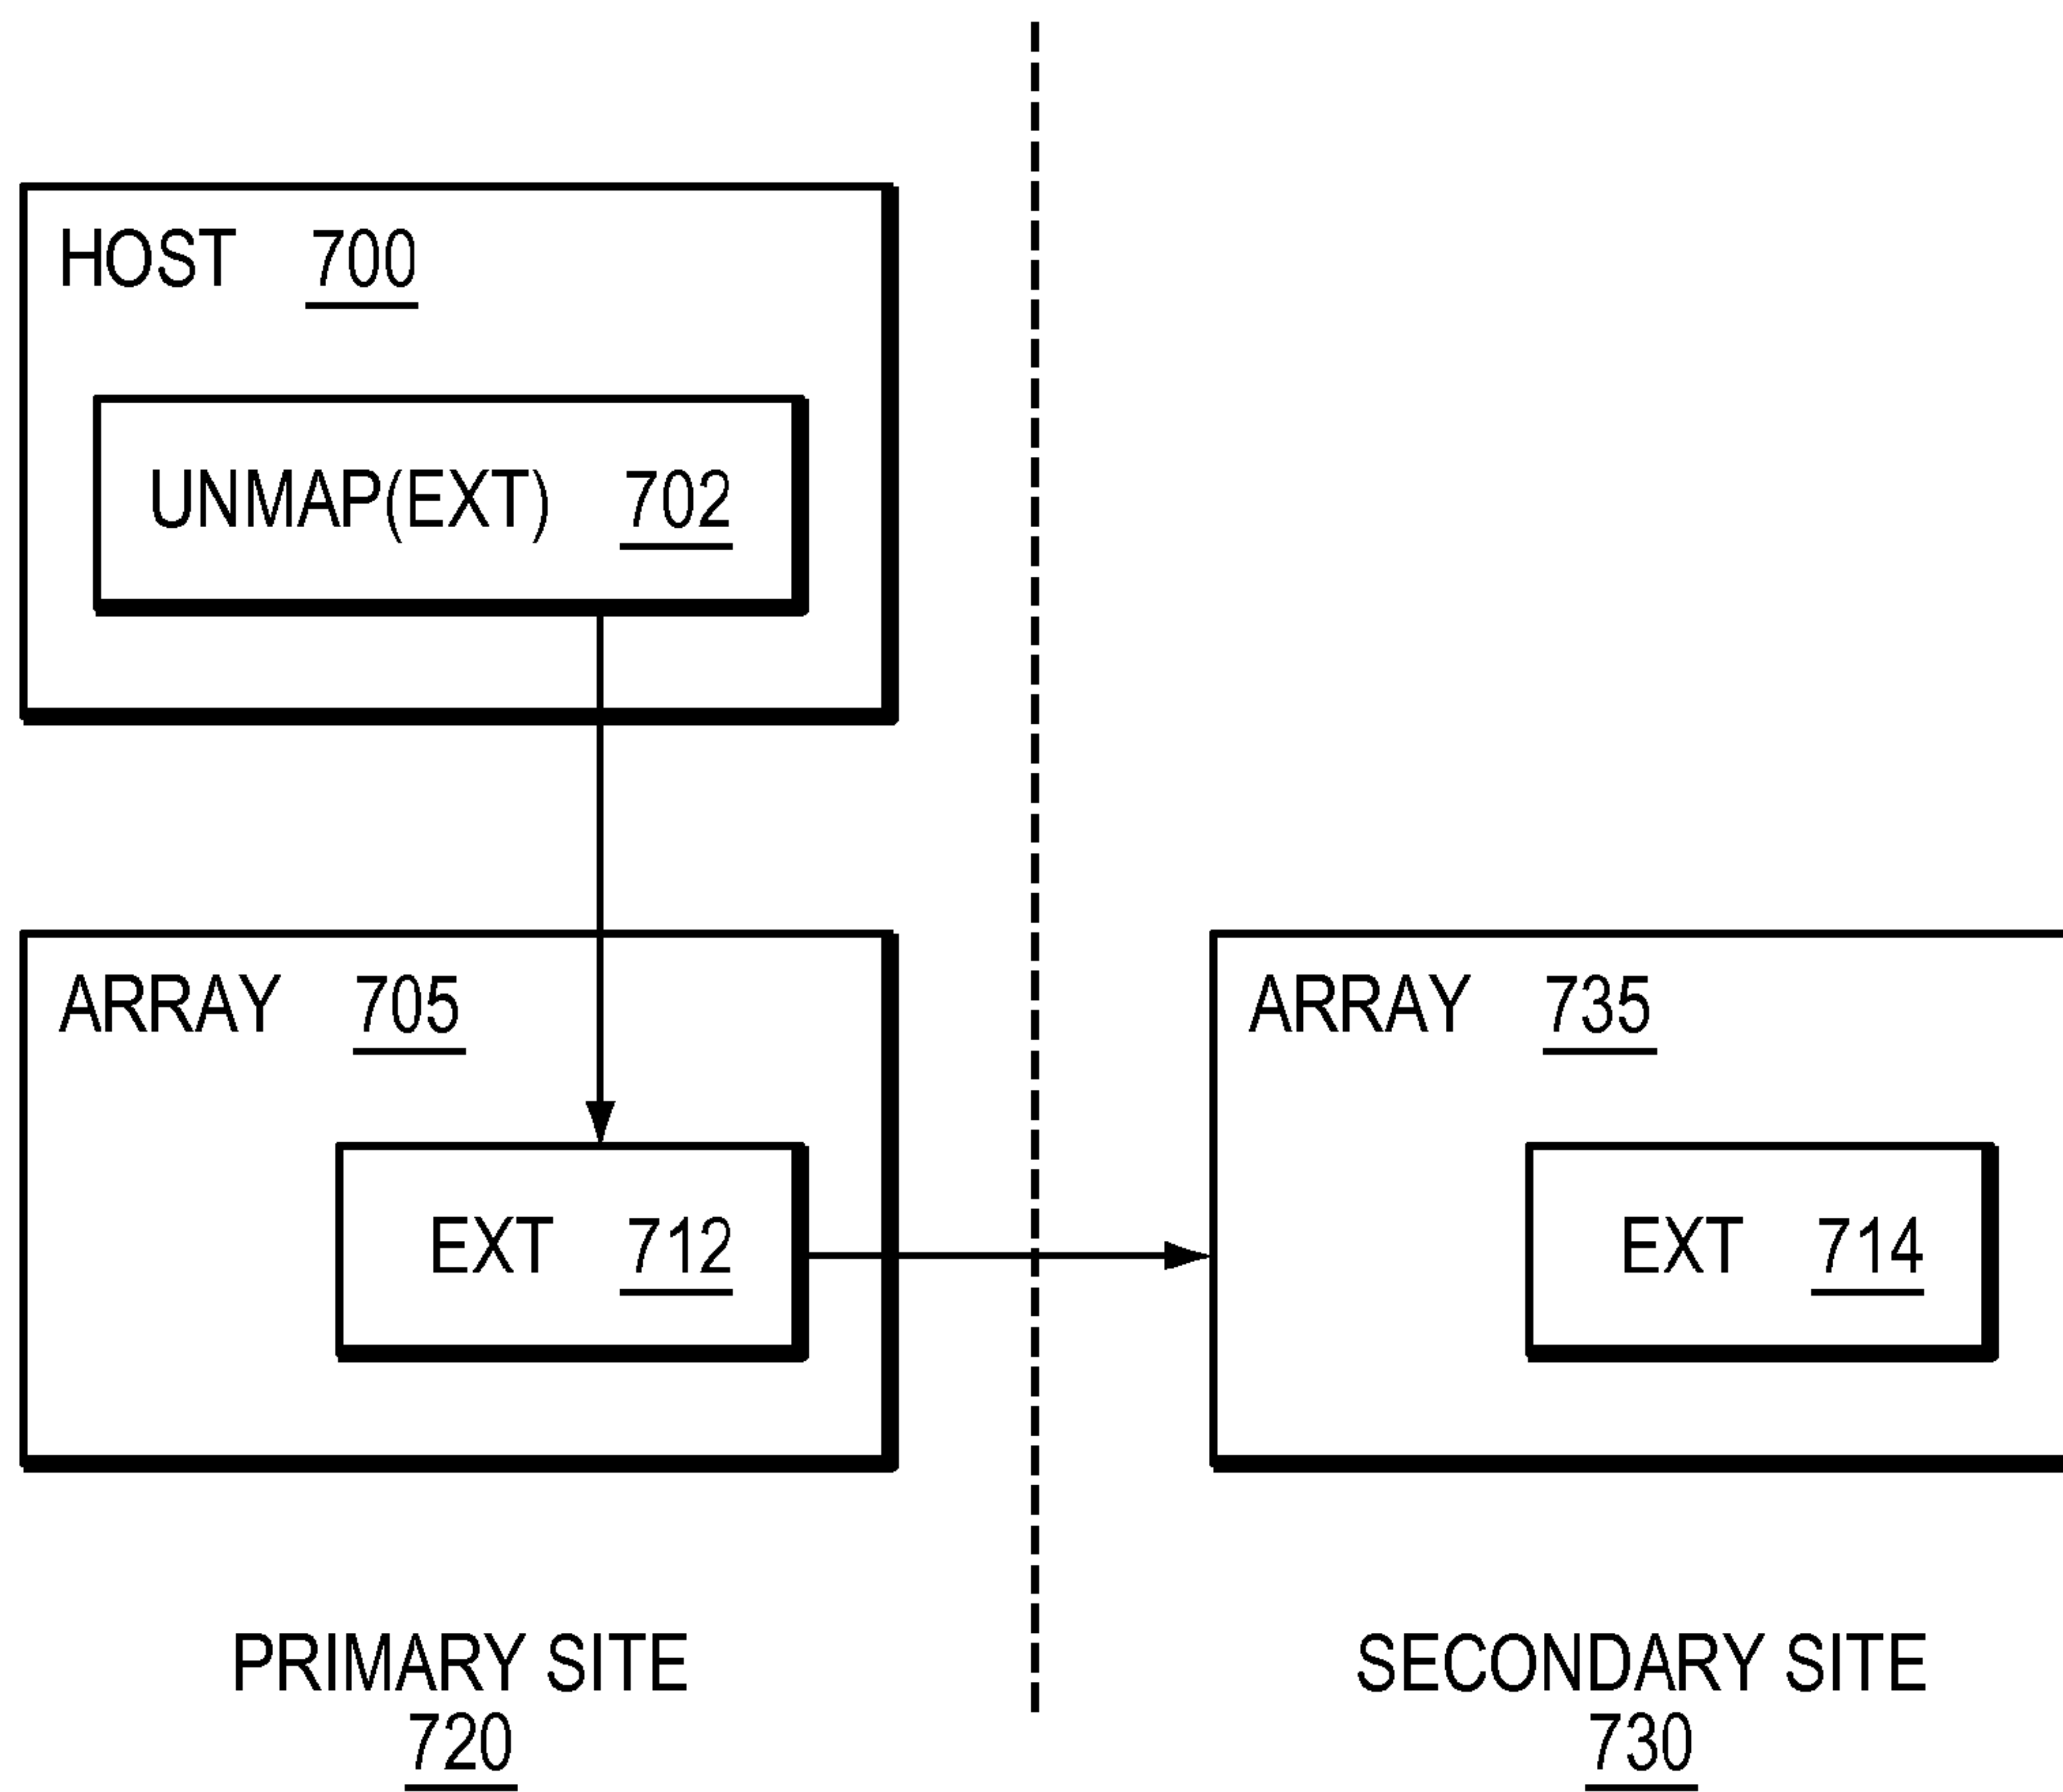 HOST 700
UNMAP(EXT) 702
ARRAY 705
EXT 712
ARRAY 735
EXT 714
PRIMARY SITE
720
SECONDARY SITE
730